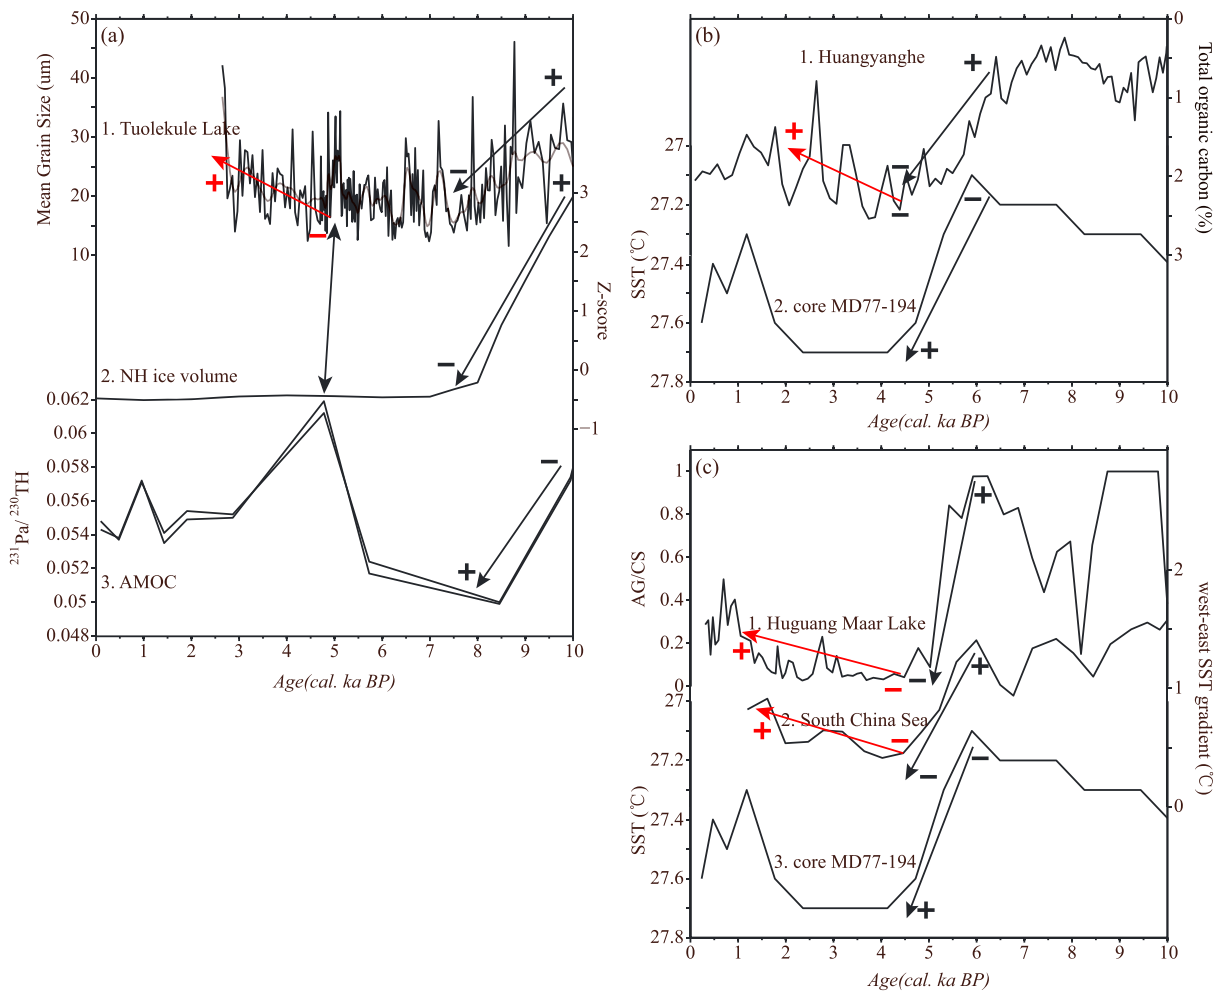 (a)
50
40
30
20
10
Mean Grain Size (um)
1. Tuolekule Lake
+
−
+
−
+
3
2
1
0
−1
Z-score
−
2. NH ice volume
0.062
0.06
0.058
0.056
0.054
0.052
0.05
0.048
231Pa/ 230TH
−
+
3. AMOC
0 1 2 3 4 5 6 7 8 9 10
Age(cal. ka BP)
(b)
1. Huangyanghe
+
+
−
−
−
0
1
2
3
Total organic carbon (%)
27
27.2
27.4
27.6
27.8
SST (℃)
2. core MD77-194
+
0 1 2 3 4 5 6 7 8 9 10
Age(cal. ka BP)
(c)
1
0.8
0.6
0.4
0.2
0
AG/CS
+
1. Huguang Maar Lake
+
−
−
+
2
1
0
west-east SST gradient (℃)
2. South China Sea
+
−
−
−
27
27.2
27.4
27.6
27.8
SST (℃)
3. core MD77-194
+
0 1 2 3 4 5 6 7 8 9 10
Age(cal. ka BP)